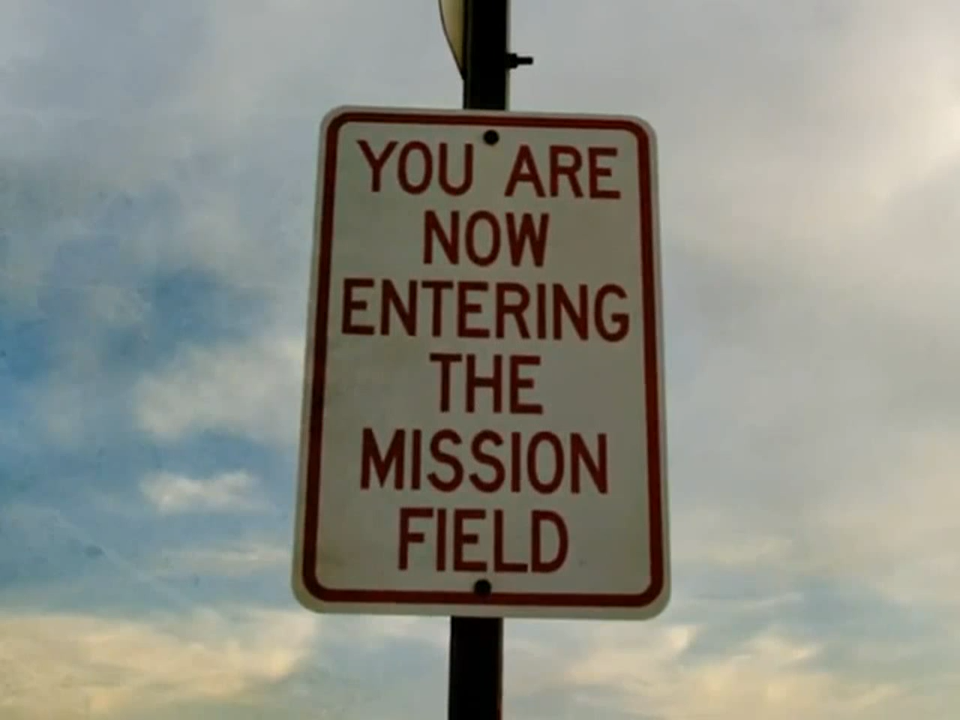 YOU ARE
NOW
ENTERING
THE
MISSION
FIELD